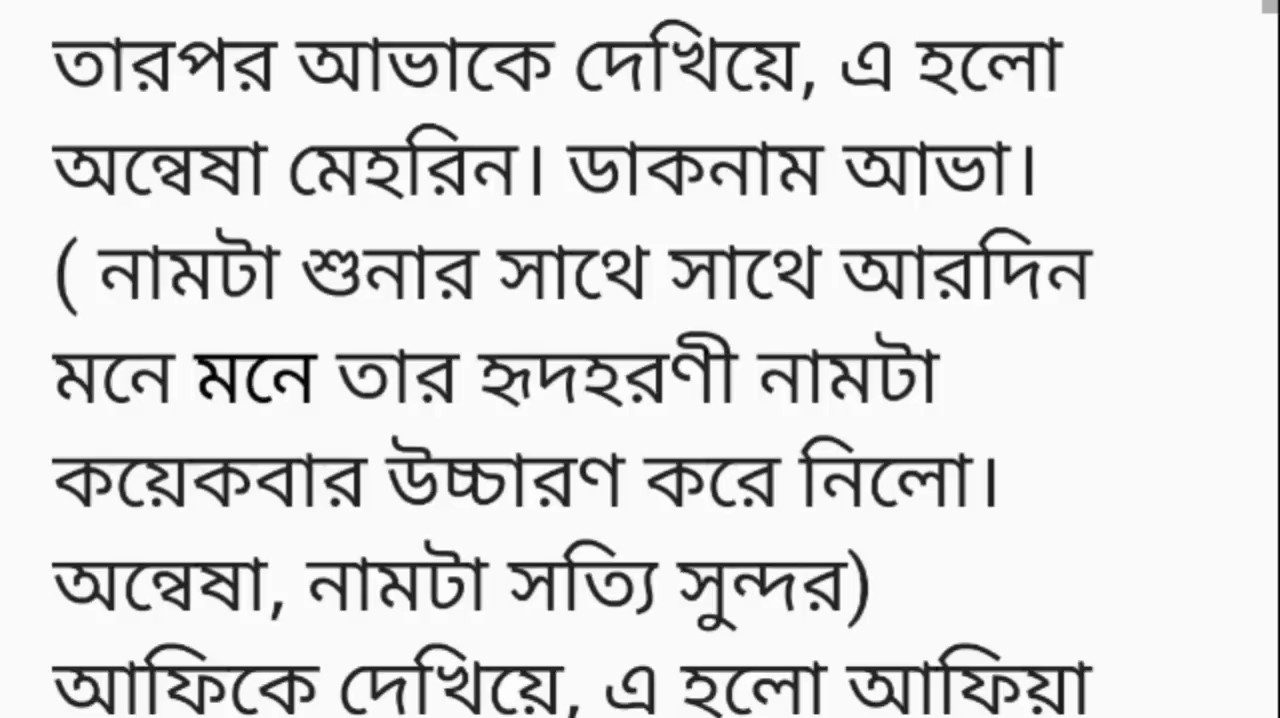 তারপর আভাকে দেখিয়ে, এ হলো
অন্বেষা মেহরিন। ডাকনাম আভা।
( নামটা শুনার সাথে সাথে আরদিন
মনে মনে তার হৃদহরণী নামটা
কয়েকবার উচ্চারণ করে নিলো।
অন্বেষা, নামটা সত্যি সুন্দর)
আফিকে দেখিয়ে, এ হলো আফিয়া